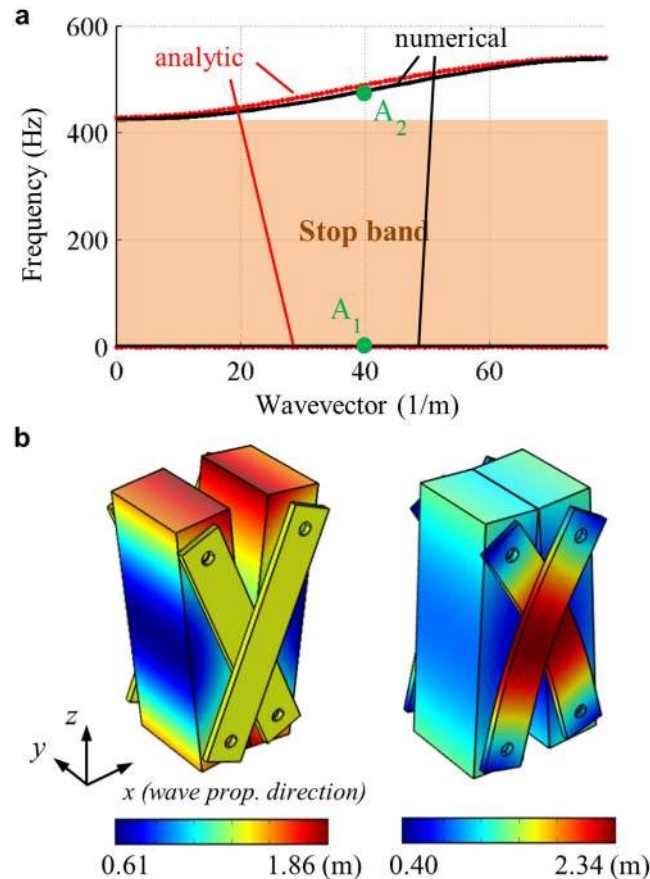 a
600
400
200
0
Frequency (Hz)
analytic
numerical
A2
Stop band
A1
0 20 40 60
Wavevector (1/m)
b
z
y
x (wave prop. direction)
0.61 1.86 (m)
0.40 2.34 (m)